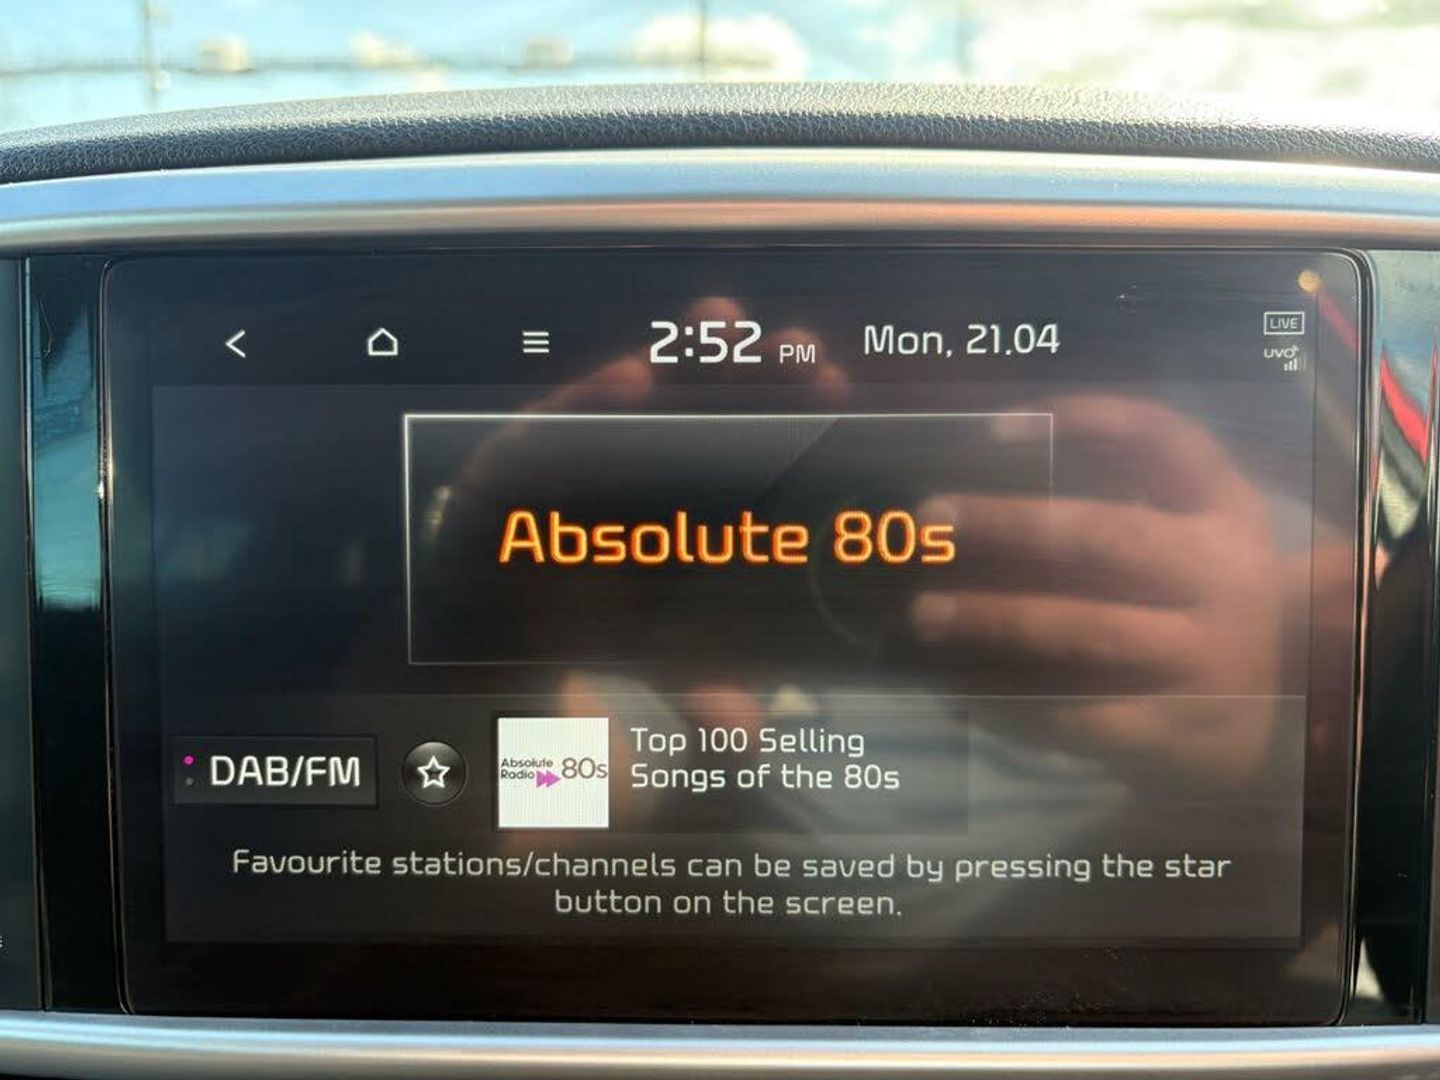 2:52 PM Mon, 21.04
LIVE
UVO
Absolute 80s
DAB/FM
Absolute
Radio 80s
Top 100 Selling
Songs of the 80s
Favourite stations/channels can be saved by pressing the star
button on the screen.